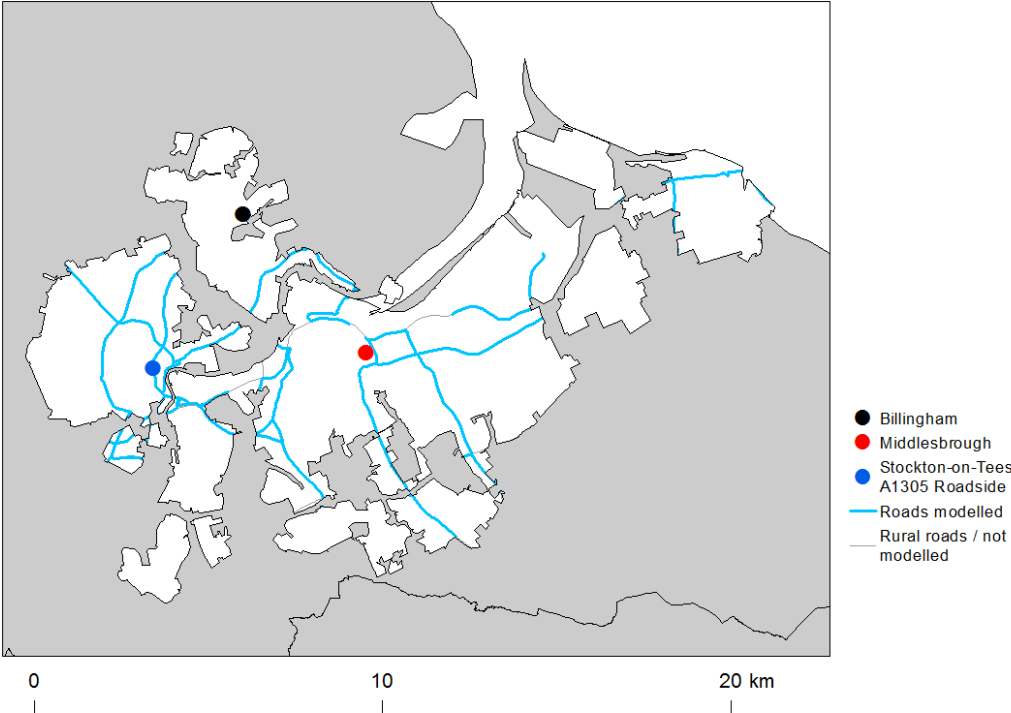 Billingham
Middlesbrough
Stockton-on-Tees
A1305 Roadside
Roads modelled
Rural roads / not
modelled
0 10 20 km